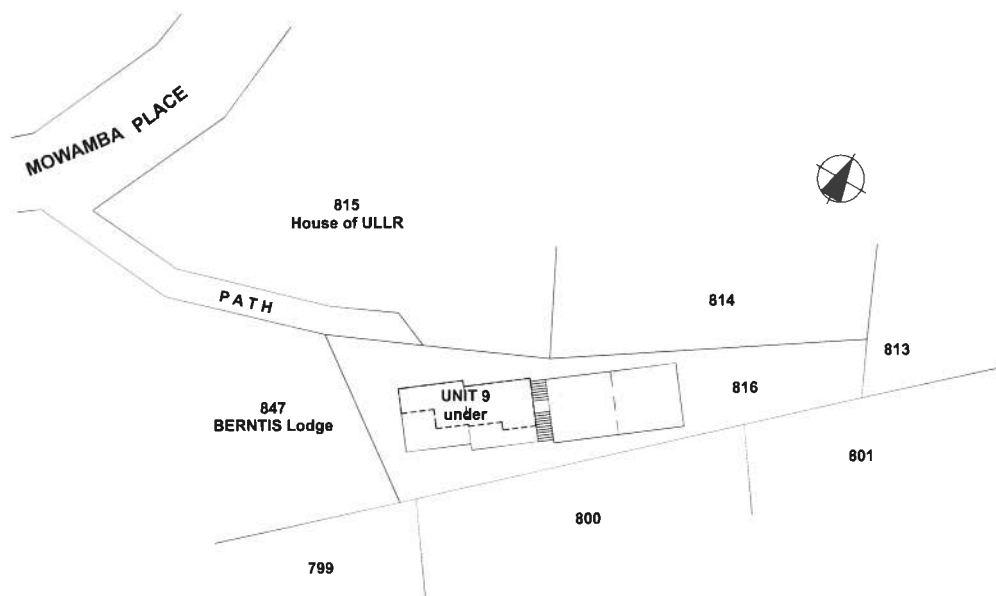 MOWAMBA PLACE
815
House of ULLR
PATH
814
813
816
UNIT 9
under
847
BERNTIS Lodge
801
800
799